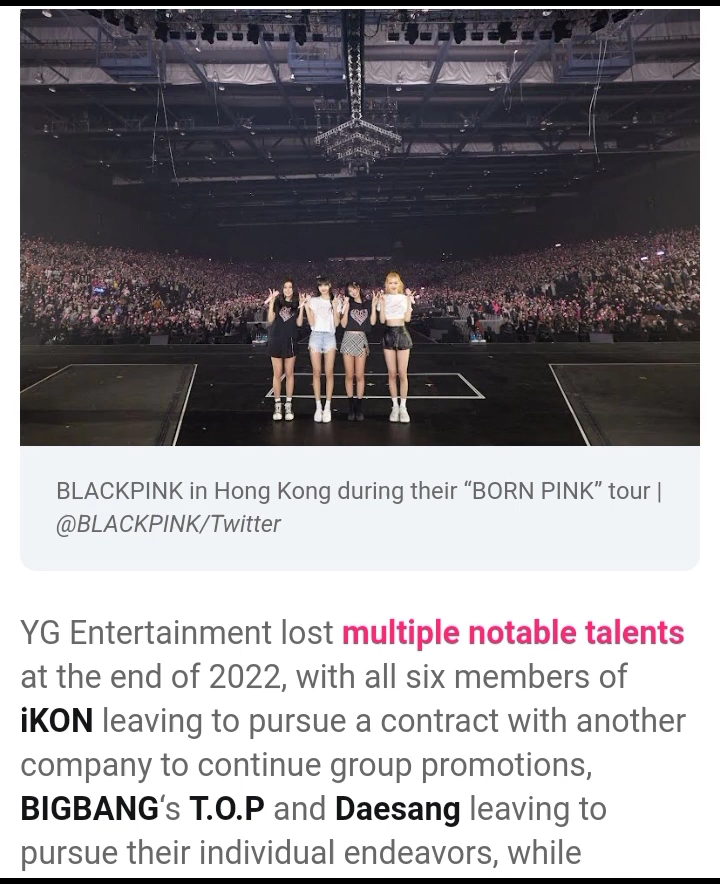 BLACKPINK in Hong Kong during their “BORN PINK” tour |
@BLACKPINK/Twitter
YG Entertainment lost multiple notable talents
at the end of 2022, with all six members of
iKON leaving to pursue a contract with another
company to continue group promotions,
BIGBANG‘s T.O.P and Daesang leaving to
pursue their individual endeavors, while